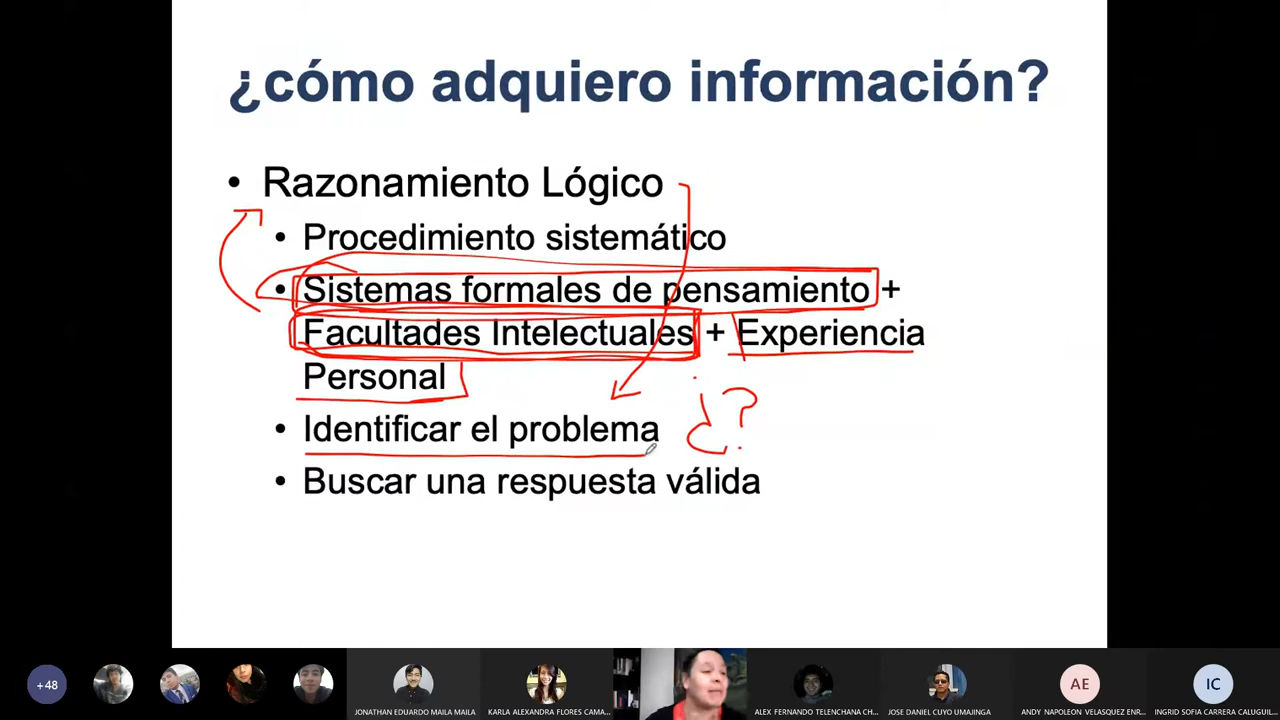 ¿cómo adquiero información?
• Razonamiento Lógico
• Procedimiento sistemático
• Sistemas formales de pensamiento +
Facultades Intelectuales + Experiencia
Personal
• Identificar el problema ¿?
• Buscar una respuesta válida
+48
JONATHAN EDUARDO MAILA MAILA
KARLA ALEXANDRA FLORES CAMA...
ALEX FERNANDO TELENCHANA CH...
JOSE DANIEL CUYO UMAJINGA
AE
ANDY NAPOLEON VELASQUEZ ENR...
IC
INGRID SOFIA CARRERA CALUGUIL...